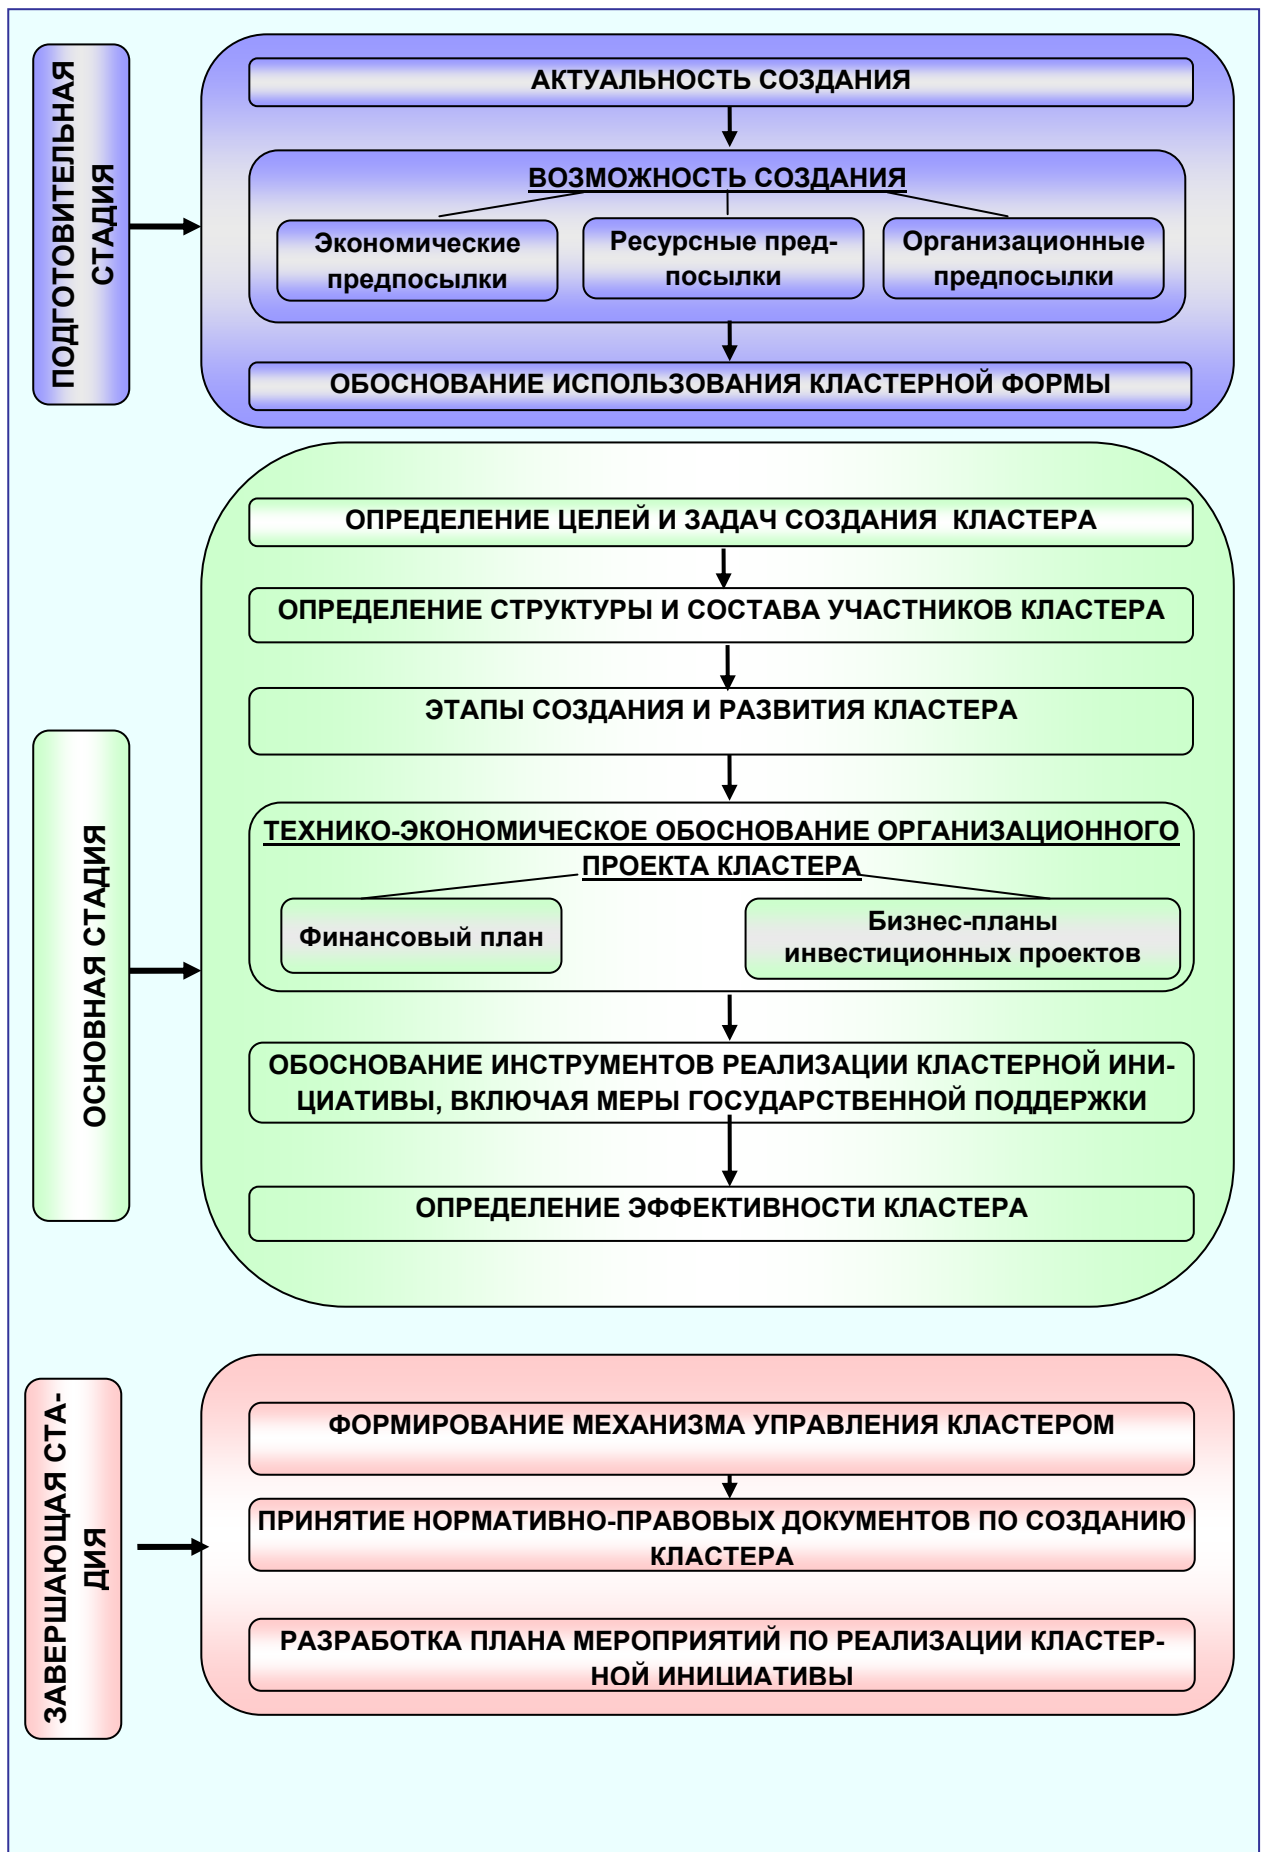 ПОДГОТОВИТЕЛЬНАЯ
СТАДИЯ
АКТУАЛЬНОСТЬ СОЗДАНИЯ
ВОЗМОЖНОСТЬ СОЗДАНИЯ
Экономические
предпосылки
Ресурсные пред-
посылки
Организационные
предпосылки
ОБОСНОВАНИЕ ИСПОЛЬЗОВАНИЯ КЛАСТЕРНОЙ ФОРМЫ
ОСНОВНАЯ СТАДИЯ
ОПРЕДЕЛЕНИЕ ЦЕЛЕЙ И ЗАДАЧ СОЗДАНИЯ КЛАСТЕРА
ОПРЕДЕЛЕНИЕ СТРУКТУРЫ И СОСТАВА УЧАСТНИКОВ КЛАСТЕРА
ЭТАПЫ СОЗДАНИЯ И РАЗВИТИЯ КЛАСТЕРА
ТЕХНИКО-ЭКОНОМИЧЕСКОЕ ОБОСНОВАНИЕ ОРГАНИЗАЦИОННОГО
ПРОЕКТА КЛАСТЕРА
Финансовый план
Бизнес-планы
инвестиционных проектов
ОБОСНОВАНИЕ ИНСТРУМЕНТОВ РЕАЛИЗАЦИИ КЛАСТЕРНОЙ ИНИ-
ЦИАТИВЫ, ВКЛЮЧАЯ МЕРЫ ГОСУДАРСТВЕННОЙ ПОДДЕРЖКИ
ОПРЕДЕЛЕНИЕ ЭФФЕКТИВНОСТИ КЛАСТЕРА
ЗАВЕРШАЮЩАЯ СТА-
ДИЯ
ФОРМИРОВАНИЕ МЕХАНИЗМА УПРАВЛЕНИЯ КЛАСТЕРОМ
ПРИНЯТИЕ НОРМАТИВНО-ПРАВОВЫХ ДОКУМЕНТОВ ПО СОЗДАНИЮ
КЛАСТЕРА
РАЗРАБОТКА ПЛАНА МЕРОПРИЯТИЙ ПО РЕАЛИЗАЦИИ КЛАСТЕР-
НОЙ ИНИЦИАТИВЫ